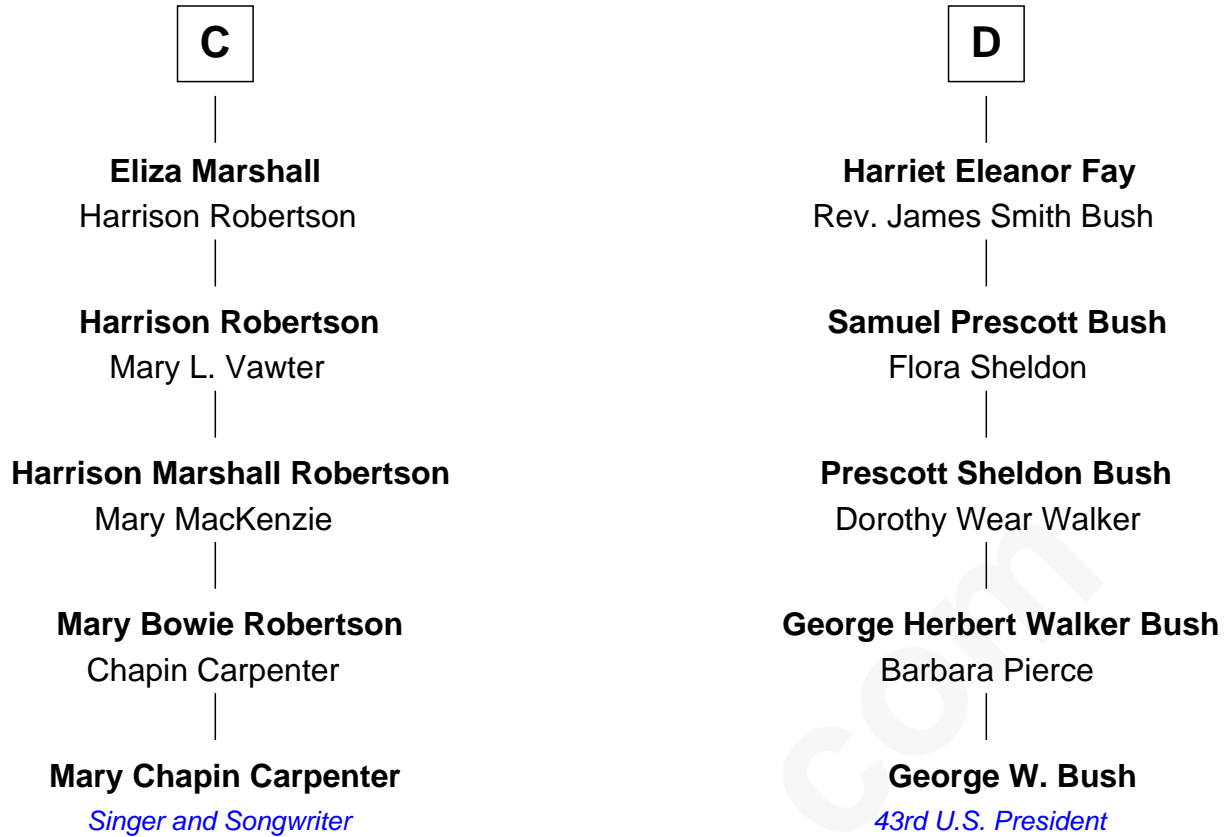 C
Eliza Marshall
Harrison Robertson
Harrison Robertson
Mary L. Vawter
Harrison Marshall Robertson
Mary MacKenzie
Mary Bowie Robertson
Chapin Carpenter
Mary Chapin Carpenter
Singer and Songwriter
D
Harriet Eleanor Fay
Rev. James Smith Bush
Samuel Prescott Bush
Flora Sheldon
Prescott Sheldon Bush
Dorothy Wear Walker
George Herbert Walker Bush
Barbara Pierce
George W. Bush
43rd U.S. President
com